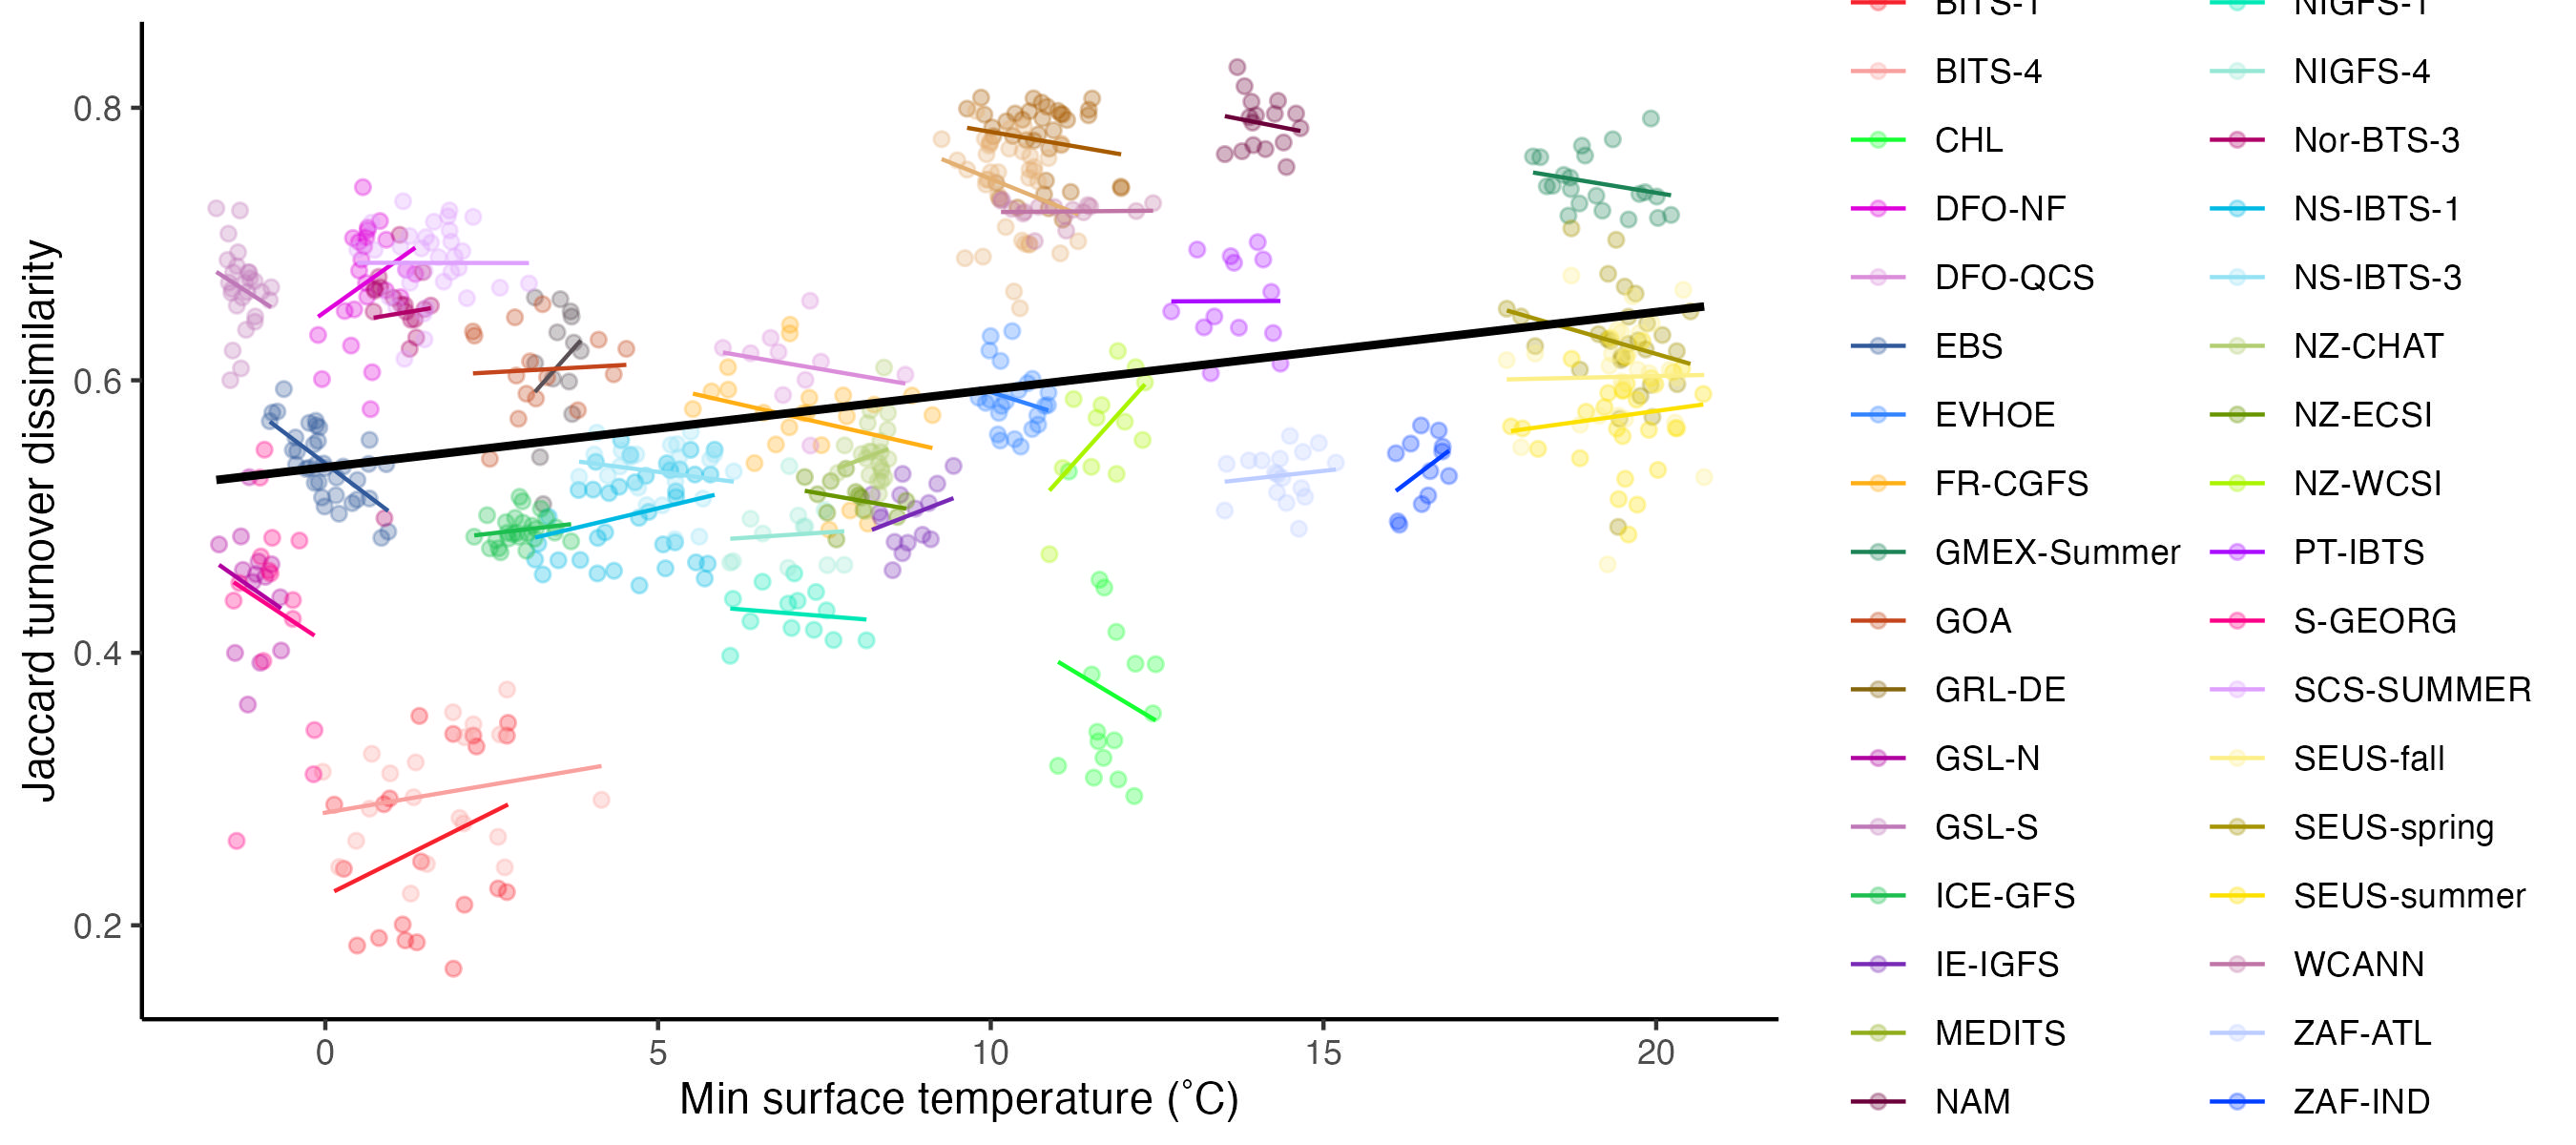 BITS-1 NIGFS-1
BITS-4 NIGFS-4
CHL Nor-BTS-3
DFO-NF NS-IBTS-1
DFO-QCS NS-IBTS-3
EBS NZ-CHAT
EVHOE NZ-ECSI
FR-CGFS NZ-WCSI
GMEX-Summer PT-IBTS
GOA S-GEORG
GRL-DE SCS-SUMMER
GSL-N SEUS-fall
GSL-S SEUS-spring
ICE-GFS SEUS-summer
IE-IGFS WCANN
MEDITS ZAF-ATL
NAM ZAF-IND
Jaccard turnover dissimilarity
0.8
0.6
0.4
0.2
0 5 10 15 20
Min surface temperature (˚C)